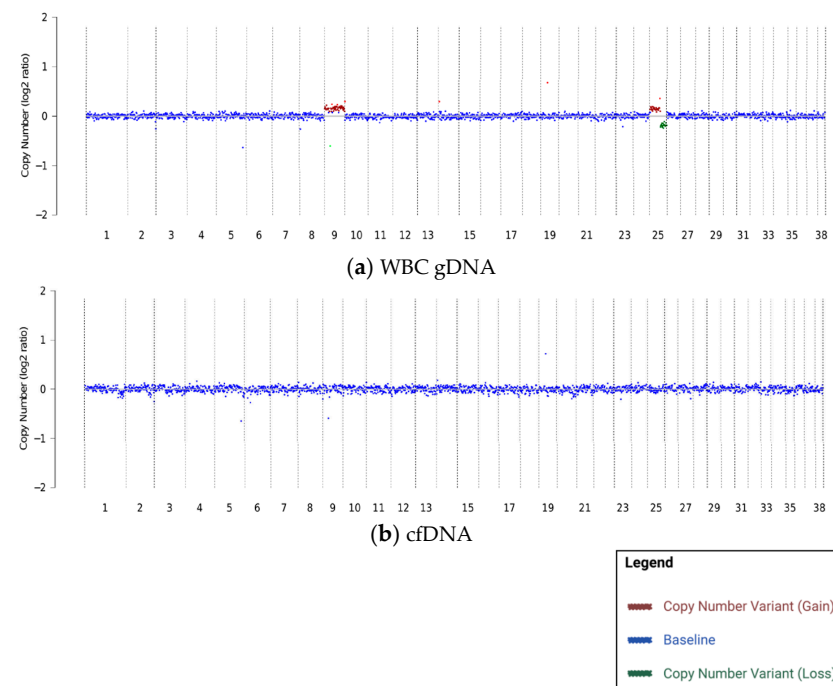 2
1
0
−1
−2
Copy Number (log2 ratio)
1 2 3 4 5 6 7 8 9 10 11 12 13 15 17 19 21 23 25 27 29 31 33 35 38
(a) WBC gDNA
2
1
0
−1
−2
Copy Number (log2 ratio)
1 2 3 4 5 6 7 8 9 10 11 12 13 15 17 19 21 23 25 27 29 31 33 35 38
(b) cfDNA
Legend
Copy Number Variant (Gain)
Baseline
Copy Number Variant (Loss)